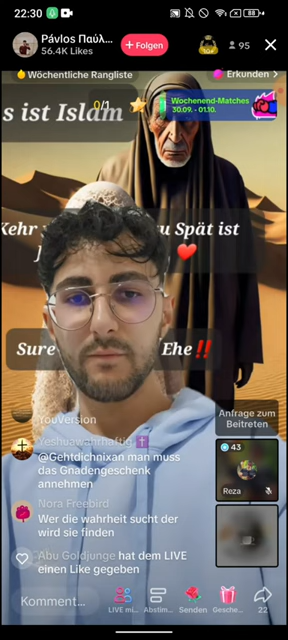 22:30
88
Pávlos Παύλ...
56.4K Likes
+ Folgen
95
Wöchentliche Rangliste
Erkunden >
s ist Islam
0/1
Wochenend-Matches
30.09. - 01.10.
Kehr
u Spät ist
Sure
Ehe‼️
YouVersion
Anfrage zum
Beitreten
Yeshuawahrhaftig✝️
@Gehtdichnixan man muss
das Gnadengeschenk
annehmen
43
Reza
Nora Freebird
Wer die wahrheit sucht der
wird sie finden
Abu Goldjunge hat dem LIVE
einen Like gegeben
Komment...
LIVE mi...
Abstim...
Senden
Gesche...
22